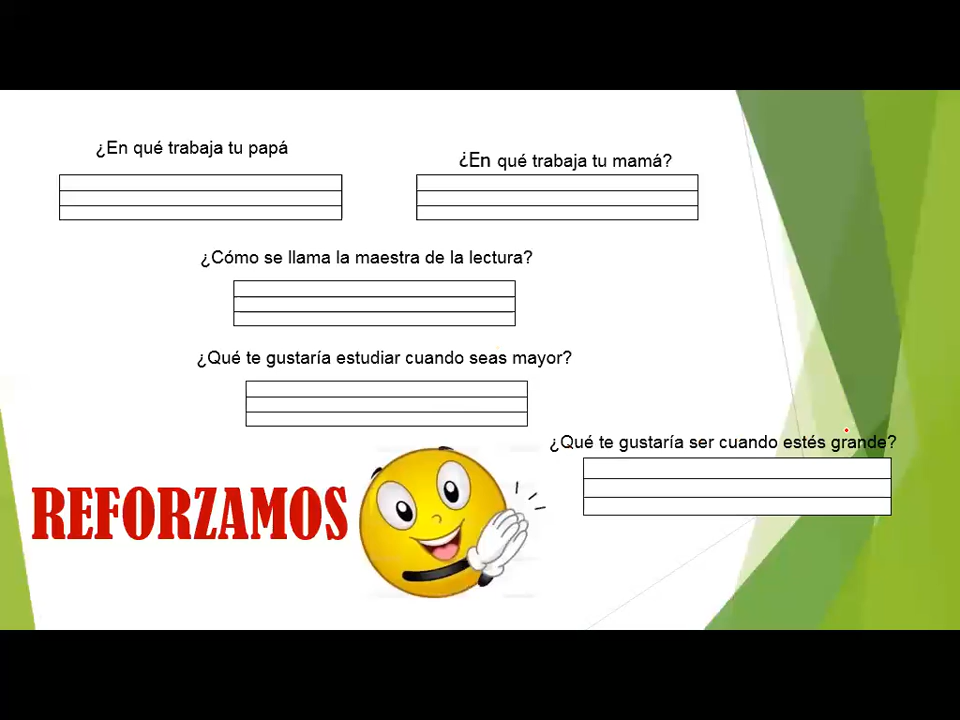 ¿En qué trabaja tu papá
¿En qué trabaja tu mamá?
¿Cómo se llama la maestra de la lectura?
¿Qué te gustaría estudiar cuando seas mayor?
¿Qué te gustaría ser cuando estés grande?
REFORZAMOS